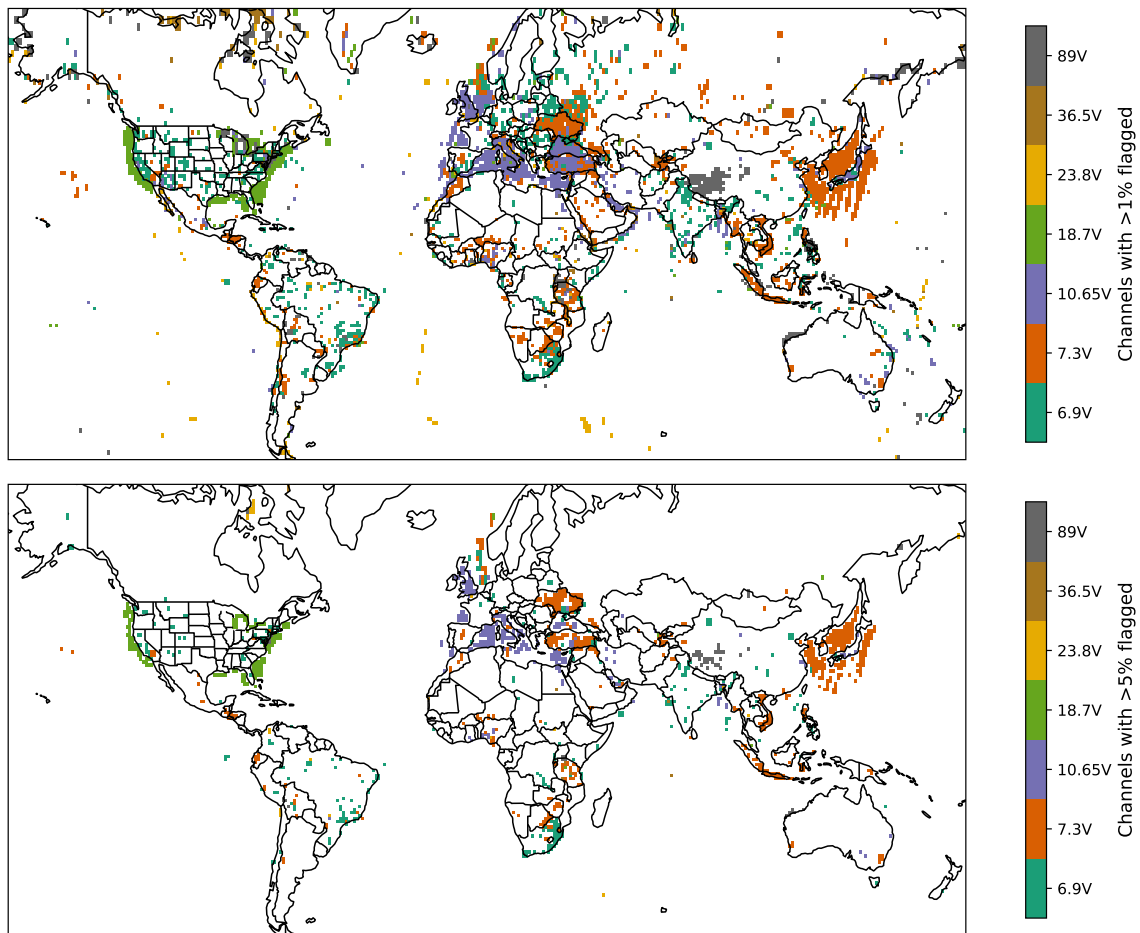 89V
36.5V
23.8V
18.7V
10.65V
7.3V
6.9V
Channels with >1% flagged
89V
36.5V
23.8V
18.7V
10.65V
7.3V
6.9V
Channels with >5% flagged